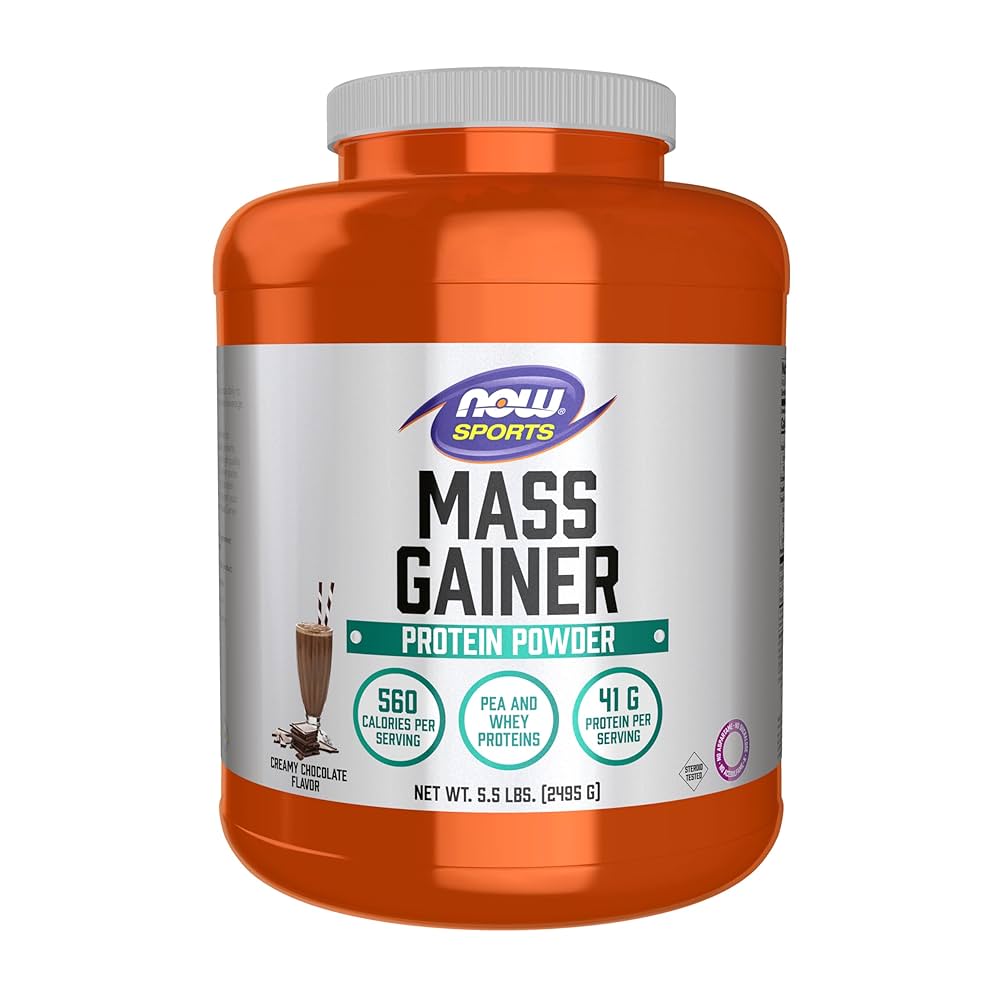 NOW®
SPORTS
MASS
GAINER
PROTEIN POWDER
560
CALORIES PER
SERVING
PEA AND
WHEY
PROTEINS
41 G
PROTEIN PER
SERVING
CREAMY CHOCOLATE
FLAVOR
STEROID
TESTED
NET WT. 5.5 LBS. (2495 G)